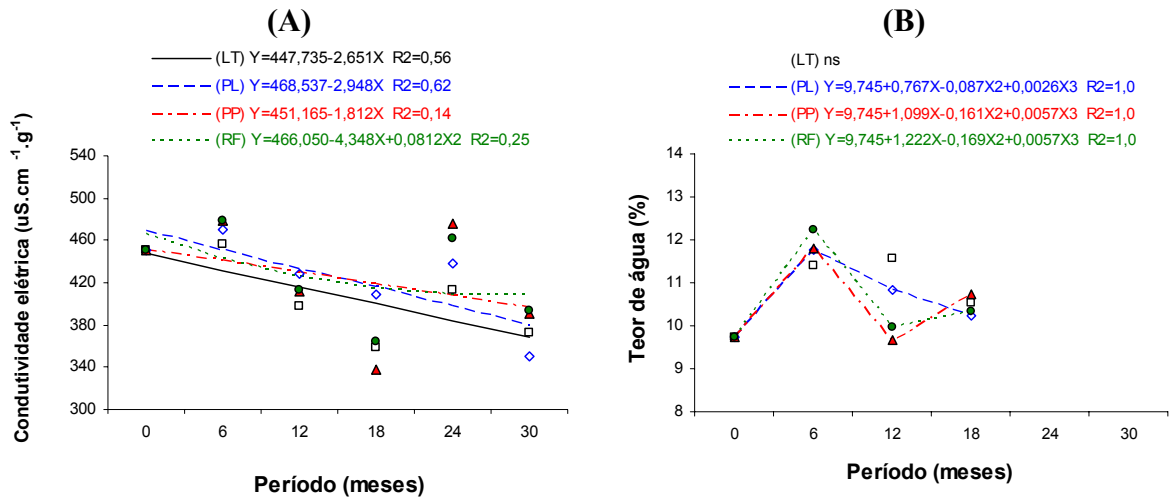 (A)
(LT) Y=447,735-2,651X R2=0,56
(PL) Y=468,537-2,948X R2=0,62
(PP) Y=451,165-1,812X R2=0,14
(RF) Y=466,050-4,348X+0,0812X2 R2=0,25
Condutividade elétrica (uS.cm -1.g-1)
540
500
460
420
380
340
300
0 6 12 18 24 30
Período (meses)
(B)
(LT) ns
(PL) Y=9,745+0,767X-0,087X2+0,0026X3 R2=1,0
(PP) Y=9,745+1,099X-0,161X2+0,0057X3 R2=1,0
(RF) Y=9,745+1,222X-0,169X2+0,0057X3 R2=1,0
Teor de água (%)
14
13
12
11
10
9
8
0 6 12 18 24 30
Período (meses)